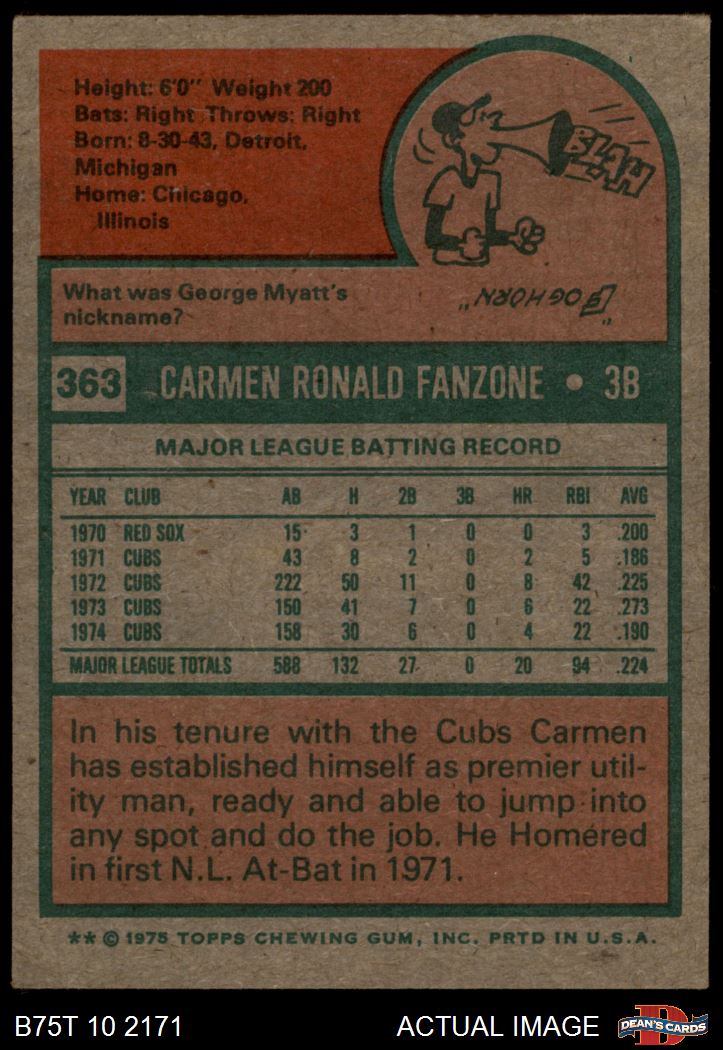 Height: 6'0" Weight 200
Bats: Right Throws: Right
Born: 8-30-43, Detroit,
Michigan
Home: Chicago,
Illinois
BLAH
What was George Myatt's
nickname?
"FOGHORN"
363 CARMEN RONALD FANZONE • 3B
MAJOR LEAGUE BATTING RECORD
YEAR CLUB AB H 2B 3B HR RBI AVG
1970 RED SOX 15 3 1 0 0 3 .200
1971 CUBS 43 8 2 0 2 5 .186
1972 CUBS 222 50 11 0 8 42 .225
1973 CUBS 150 41 7 0 6 22 .273
1974 CUBS 158 30 6 0 4 22 .190
MAJOR LEAGUE TOTALS 588 132 27 0 20 94 .224
In his tenure with the Cubs Carmen
has established himself as premier util-
ity man, ready and able to jump into
any spot and do the job. He Homered
in first N.L. At-Bat in 1971.
** © 1975 TOPPS CHEWING GUM, INC. PRTD IN U.S.A.
B75T 10 2171 ACTUAL IMAGE
D
DEAN'S CARDS